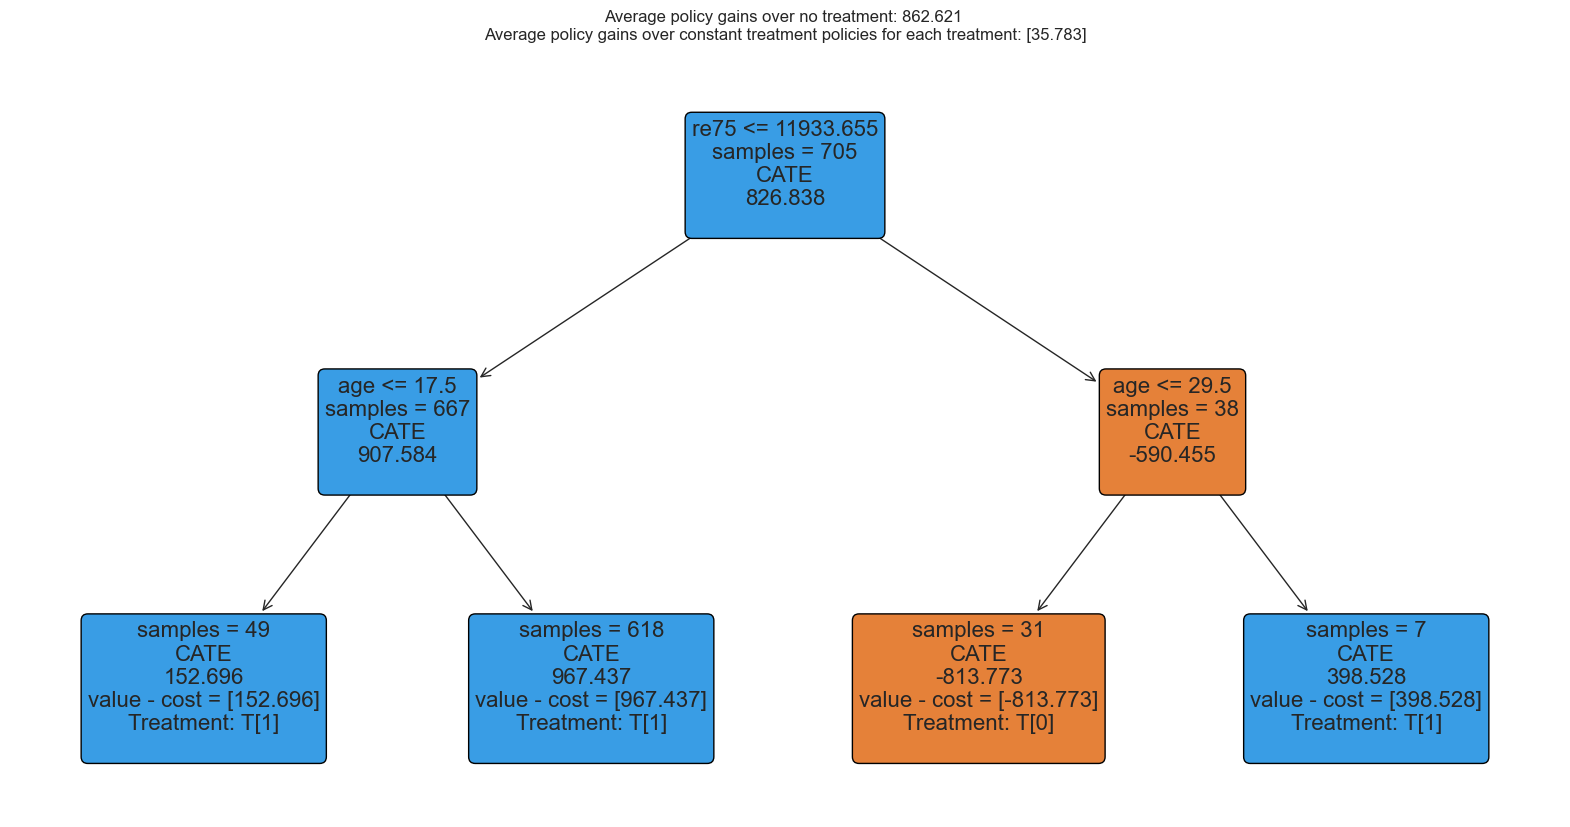 Average policy gains over no treatment: 862.621
Average policy gains over constant treatment policies for each treatment: [35.783]
re75 <= 11933.655
samples = 705
CATE
826.838
age <= 17.5
samples = 667
CATE
907.584
age <= 29.5
samples = 38
CATE
-590.455
samples = 49
CATE
152.696
value - cost = [152.696]
Treatment: T[1]
samples = 618
CATE
967.437
value - cost = [967.437]
Treatment: T[1]
samples = 31
CATE
-813.773
value - cost = [-813.773]
Treatment: T[0]
samples = 7
CATE
398.528
value - cost = [398.528]
Treatment: T[1]